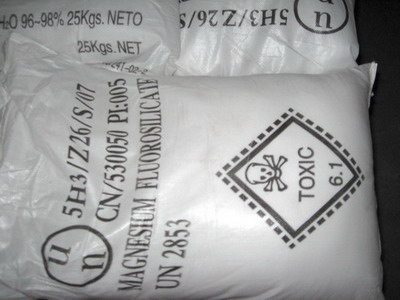 H2O 96~98% 25Kgs. NETO
25Kgs. NET
5H3/Z26/S
u
n
5H3/Z26/S/07
CN/530050 PI:005
MAGNESIUM FLUOROSILICATE
UN 2853
u
n
TOXIC
6.1